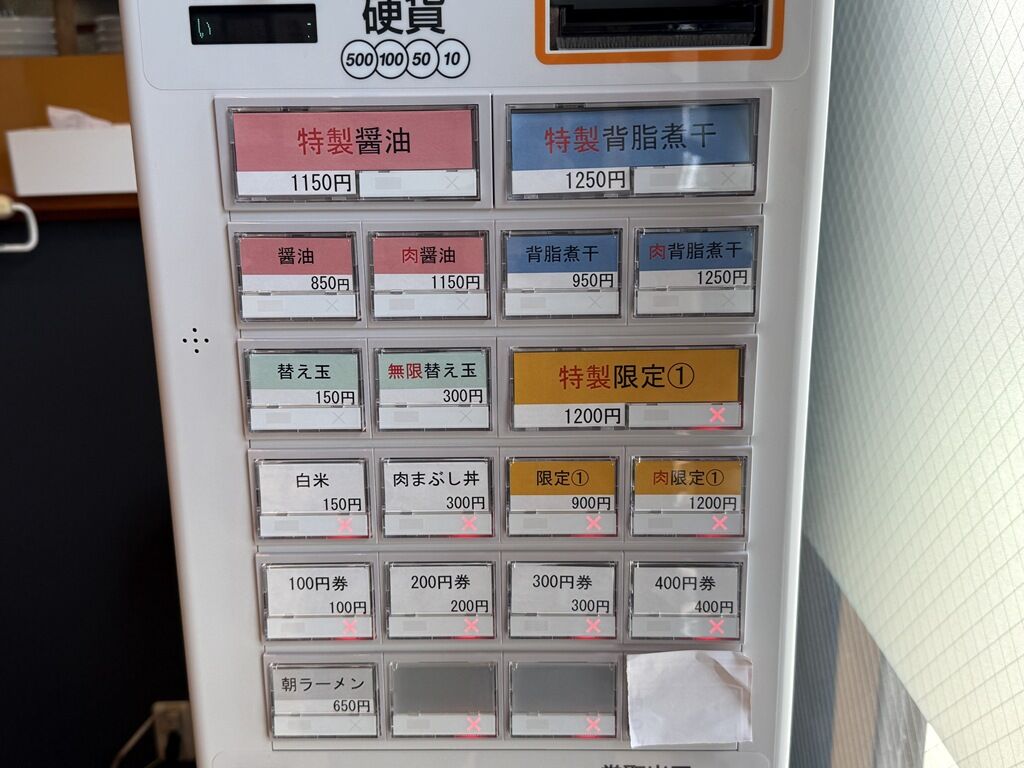 い
硬貨
500 100 50 10
特製醤油
1150円
特製背脂煮干
1250円
醤油
850円
肉醤油
1150円
背脂煮干
950円
肉背脂煮干
1250円
替え玉
150円
無限替え玉
300円
特製限定①
1200円
白米
150円
肉まぶし丼
300円
限定①
900円
肉限定①
1200円
100円券
100円
200円券
200円
300円券
300円
400円券
400円
朝ラーメン
650円